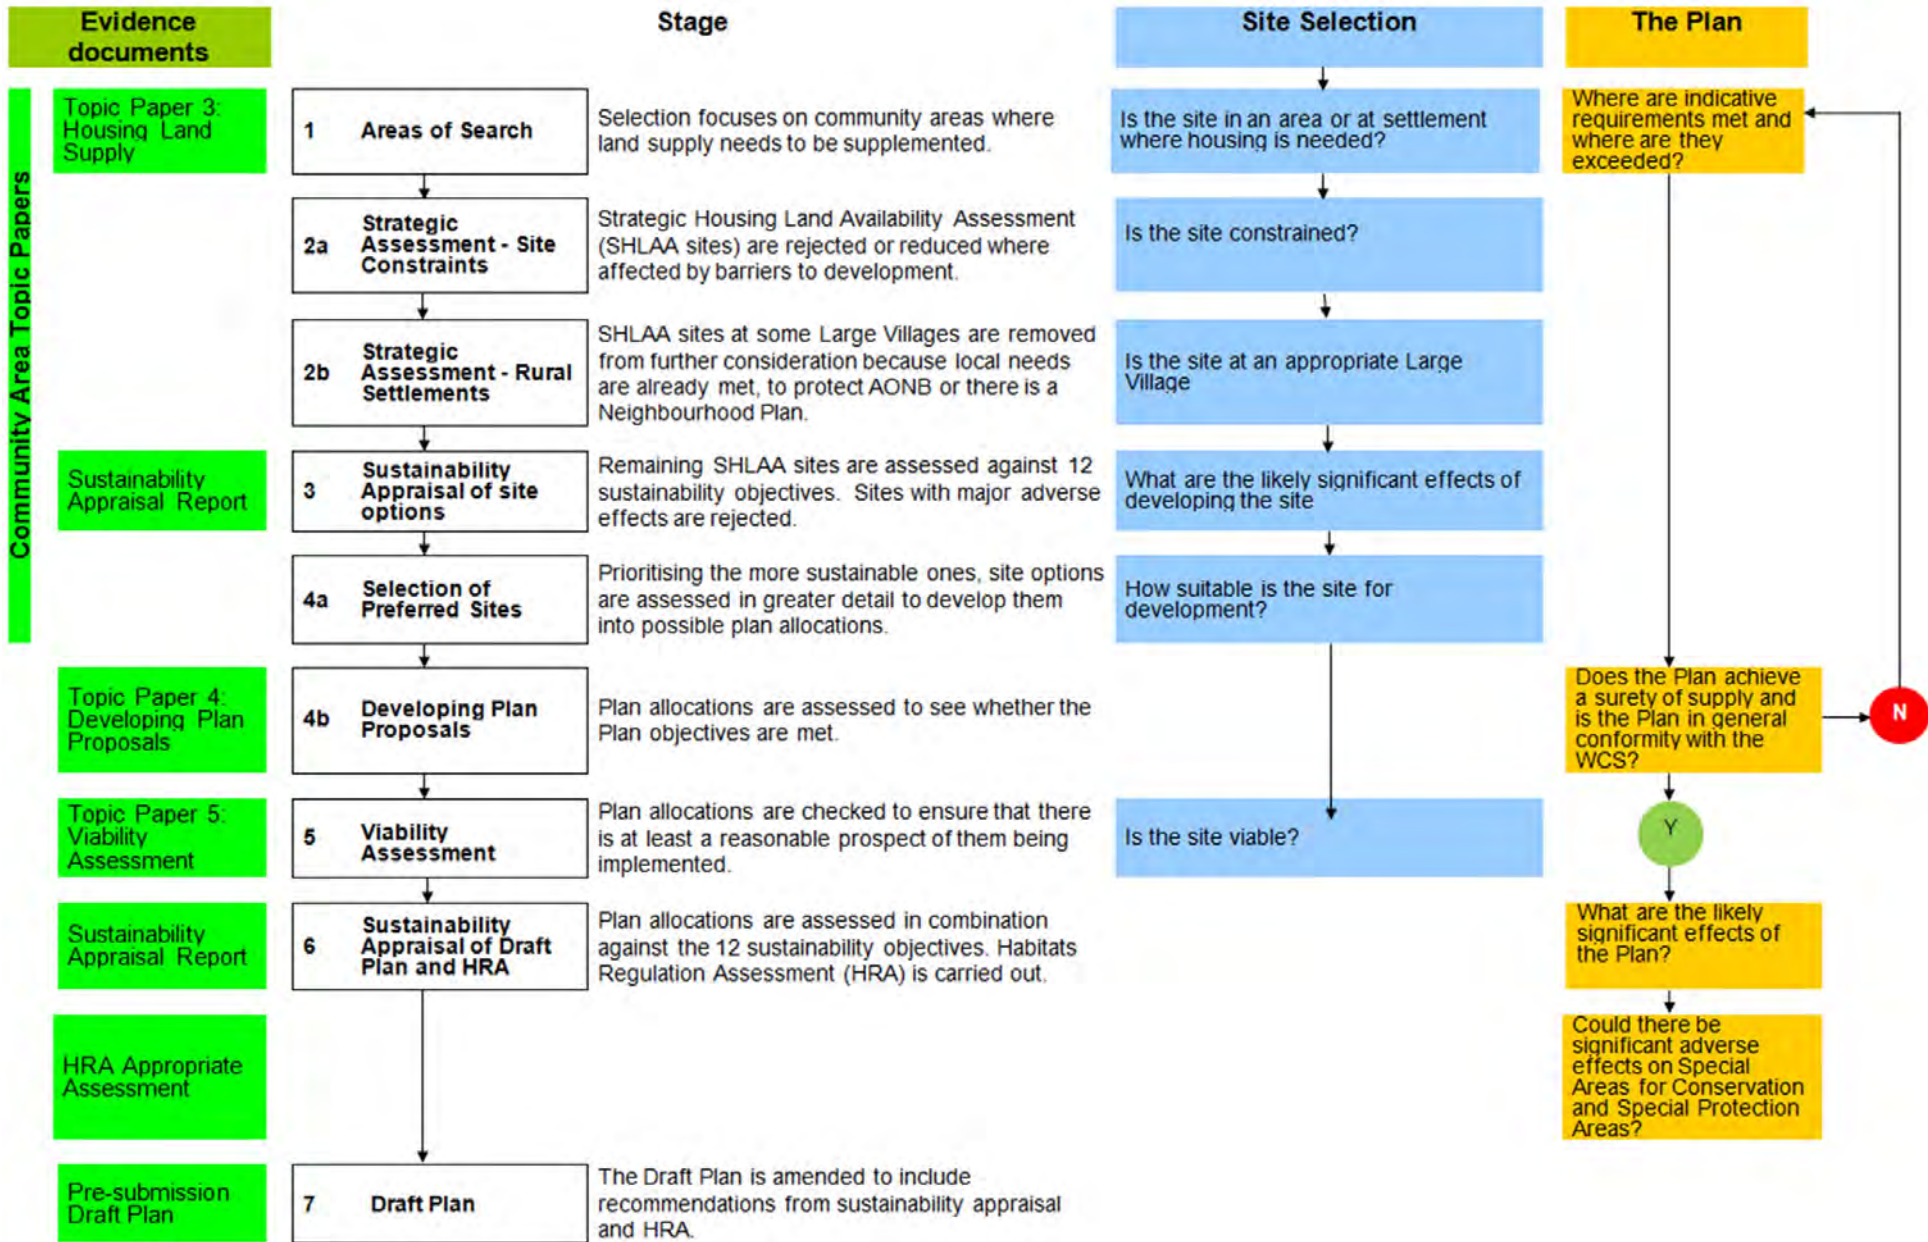 Evidence
documents
Stage
Site Selection
The Plan
Community Area Topic Papers
Topic Paper 3:
Housing Land
Supply
1 Areas of Search
Selection focuses on community areas where
land supply needs to be supplemented.
Is the site in an area or at settlement
where housing is needed?
Where are indicative
requirements met and
where are they
exceeded?
2a
Strategic
Assessment - Site
Constraints
Strategic Housing Land Availability Assessment
(SHLAA sites) are rejected or reduced where
affected by barriers to development.
Is the site constrained?
2b
Strategic
Assessment - Rural
Settlements
SHLAA sites at some Large Villages are removed
from further consideration because local needs
are already met, to protect AONB or there is a
Neighbourhood Plan.
Is the site at an appropriate Large
Village
Sustainability
Appraisal Report
3
Sustainability
Appraisal of site
options
Remaining SHLAA sites are assessed against 12
sustainability objectives. Sites with major adverse
effects are rejected.
What are the likely significant effects of
developing the site
4a
Selection of
Preferred Sites
Prioritising the more sustainable ones, site options
are assessed in greater detail to develop them
into possible plan allocations.
How suitable is the site for
development?
Topic Paper 4:
Developing Plan
Proposals
4b
Developing Plan
Proposals
Plan allocations are assessed to see whether the
Plan objectives are met.
Does the Plan achieve
a surety of supply and
is the Plan in general
conformity with the
WCS?
N
Topic Paper 5:
Viability
Assessment
5
Viability
Assessment
Plan allocations are checked to ensure that there
is at least a reasonable prospect of them being
implemented.
Is the site viable?
Y
Sustainability
Appraisal Report
6
Sustainability
Appraisal of Draft
Plan and HRA
Plan allocations are assessed in combination
against the 12 sustainability objectives. Habitats
Regulation Assessment (HRA) is carried out.
What are the likely
significant effects of
the Plan?
HRA Appropriate
Assessment
Could there be
significant adverse
effects on Special
Areas for Conservation
and Special Protection
Areas?
Pre-submission
Draft Plan
7 Draft Plan
The Draft Plan is amended to include
recommendations from sustainability appraisal
and HRA.